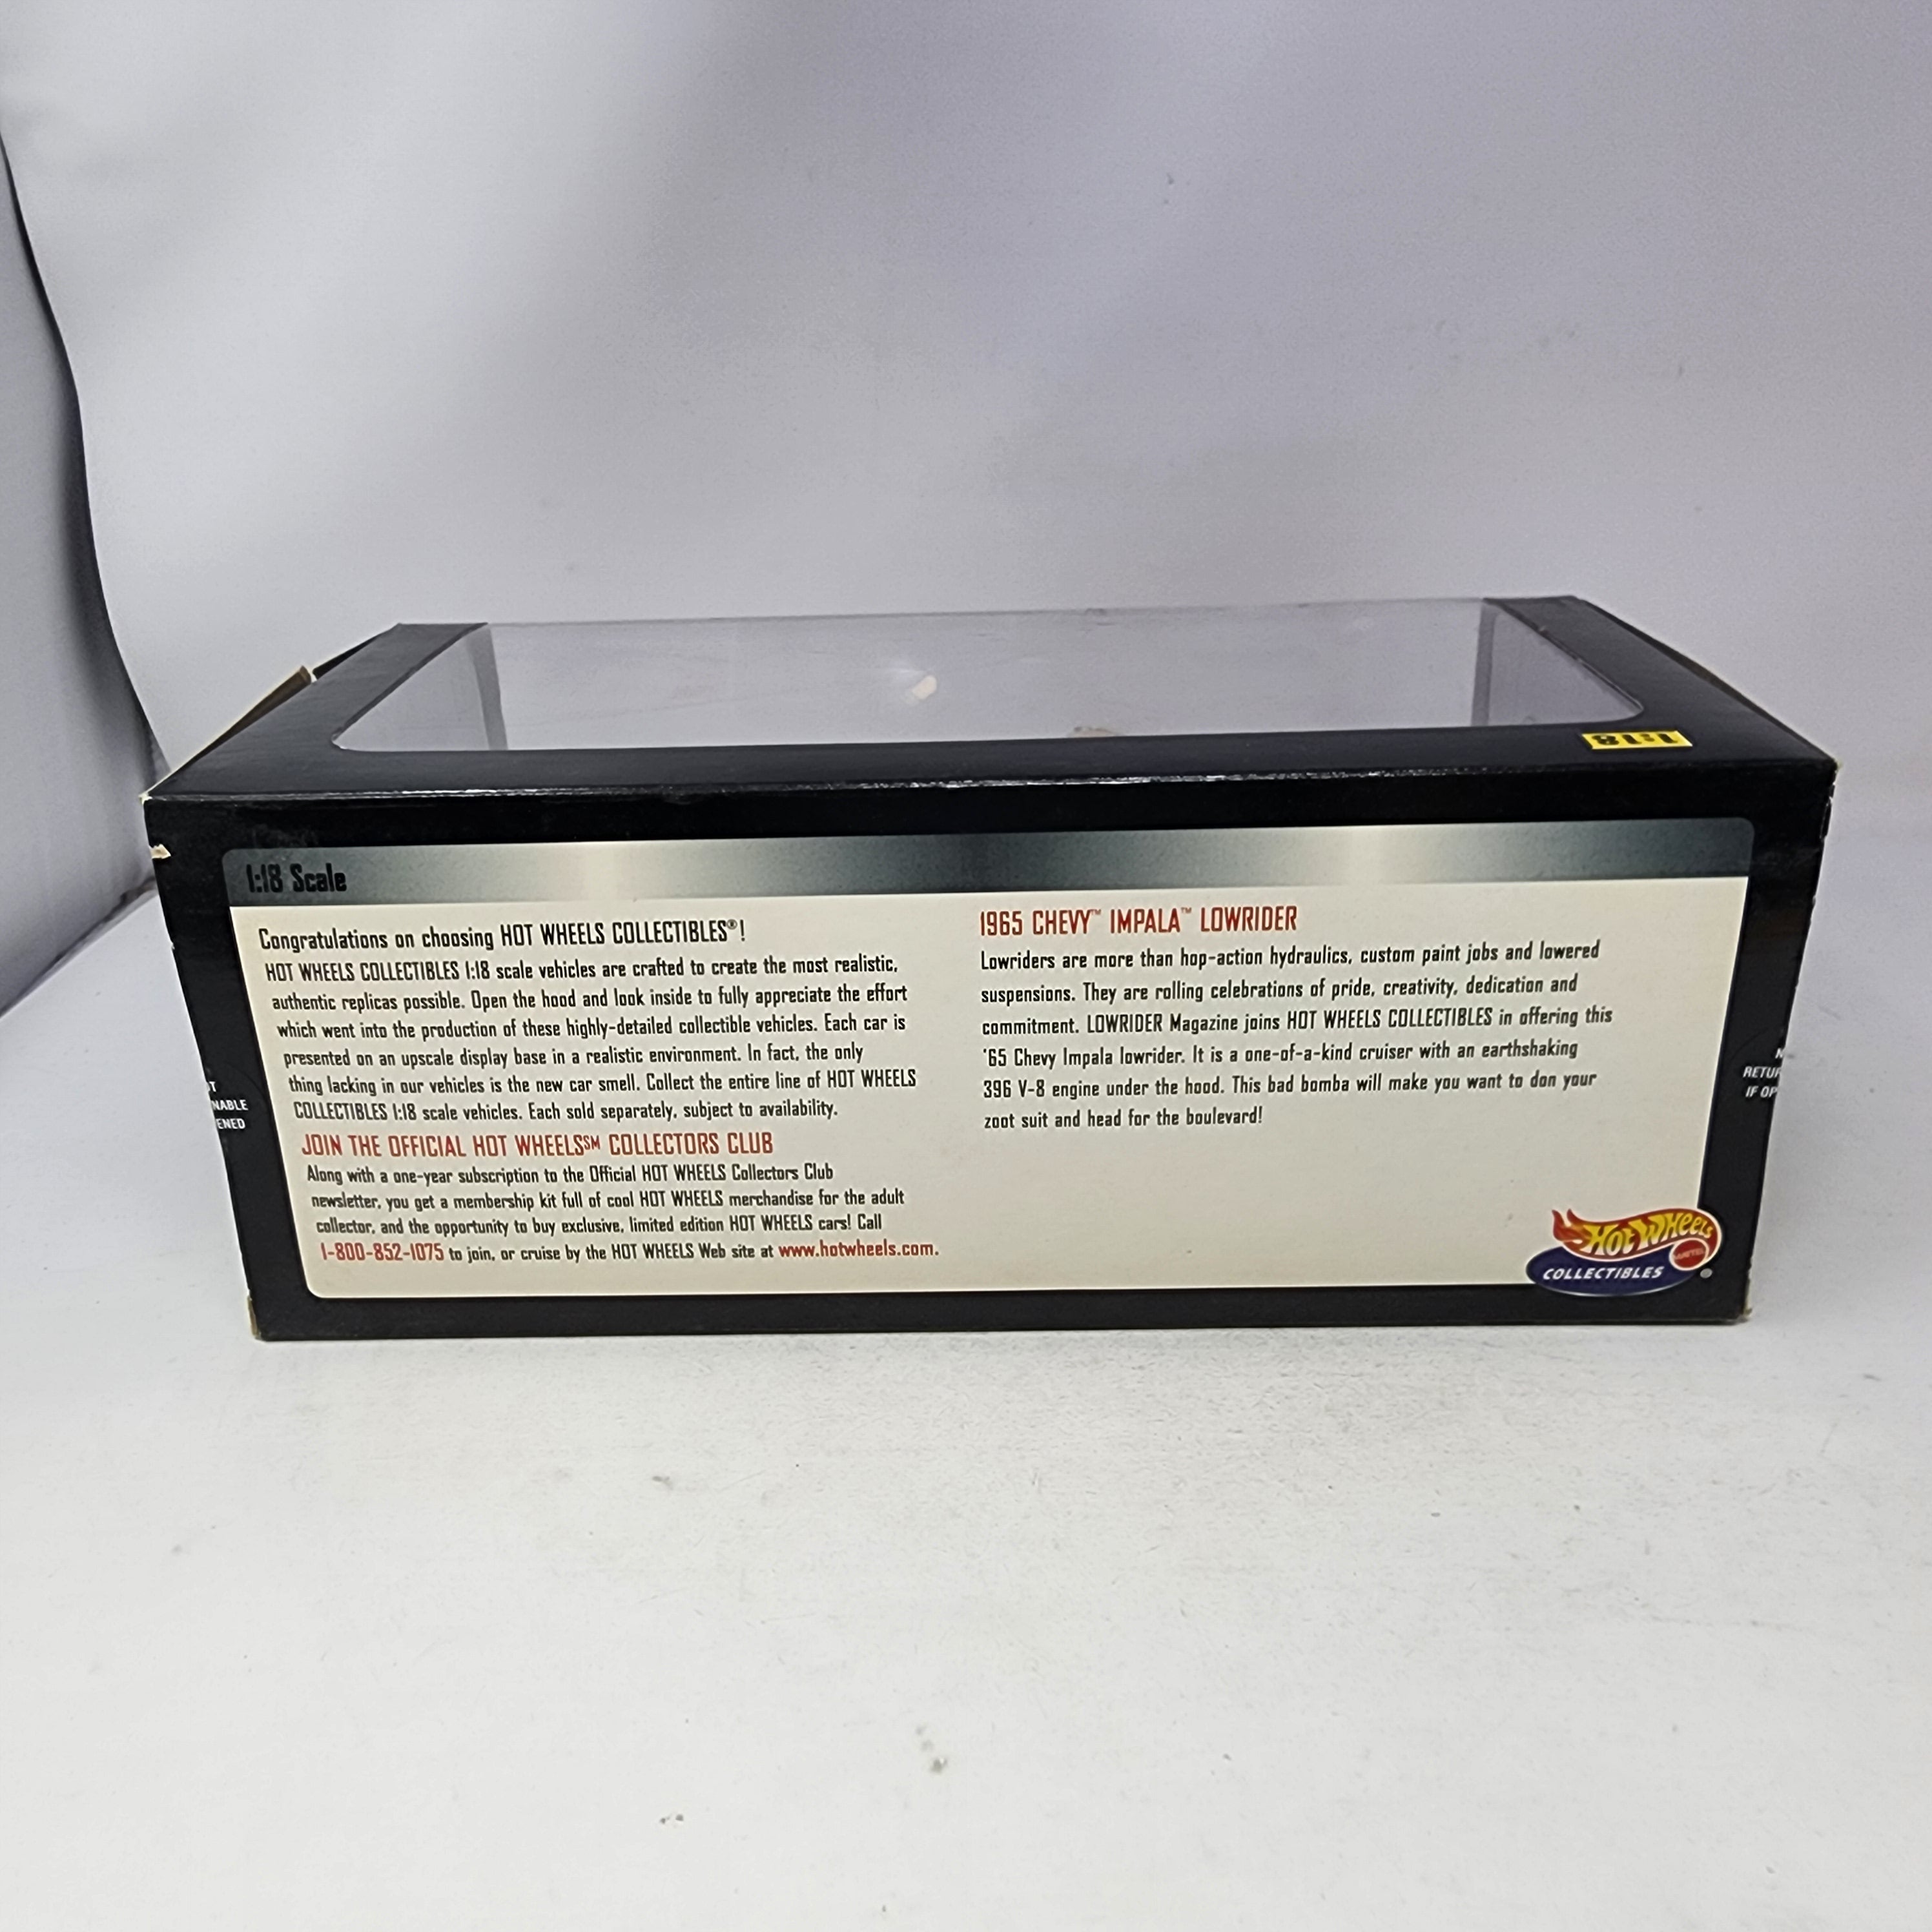 1:18
1:18 Scale
Congratulations on choosing HOT WHEELS COLLECTIBLES®!
HOT WHEELS COLLECTIBLES 1:18 scale vehicles are crafted to create the most realistic,
authentic replicas possible. Open the hood and look inside to fully appreciate the effort
which went into the production of these highly-detailed collectible vehicles. Each car is
presented on an upscale display base in a realistic environment. In fact, the only
thing lacking in our vehicles is the new car smell. Collect the entire line of HOT WHEELS
COLLECTIBLES 1:18 scale vehicles. Each sold separately, subject to availability.
JOIN THE OFFICIAL HOT WHEELS℠ COLLECTORS CLUB
Along with a one-year subscription to the Official HOT WHEELS Collectors Club
newsletter, you get a membership kit full of cool HOT WHEELS merchandise for the adult
collector, and the opportunity to buy exclusive, limited edition HOT WHEELS cars! Call
1-800-852-1075 to join, or cruise by the HOT WHEELS Web site at www.hotwheels.com.
1965 CHEVY™ IMPALA™ LOWRIDER
Lowriders are more than hop-action hydraulics, custom paint jobs and lowered
suspensions. They are rolling celebrations of pride, creativity, dedication and
commitment. LOWRIDER Magazine joins HOT WHEELS COLLECTIBLES in offering this
'65 Chevy Impala lowrider. It is a one-of-a-kind cruiser with an earthshaking
396 V-8 engine under the hood. This bad bomba will make you want to don your
zoot suit and head for the boulevard!
Hot Wheels
MATTEL
COLLECTIBLES ®
T
NABLE
ENED
N
RETUR
IF OP